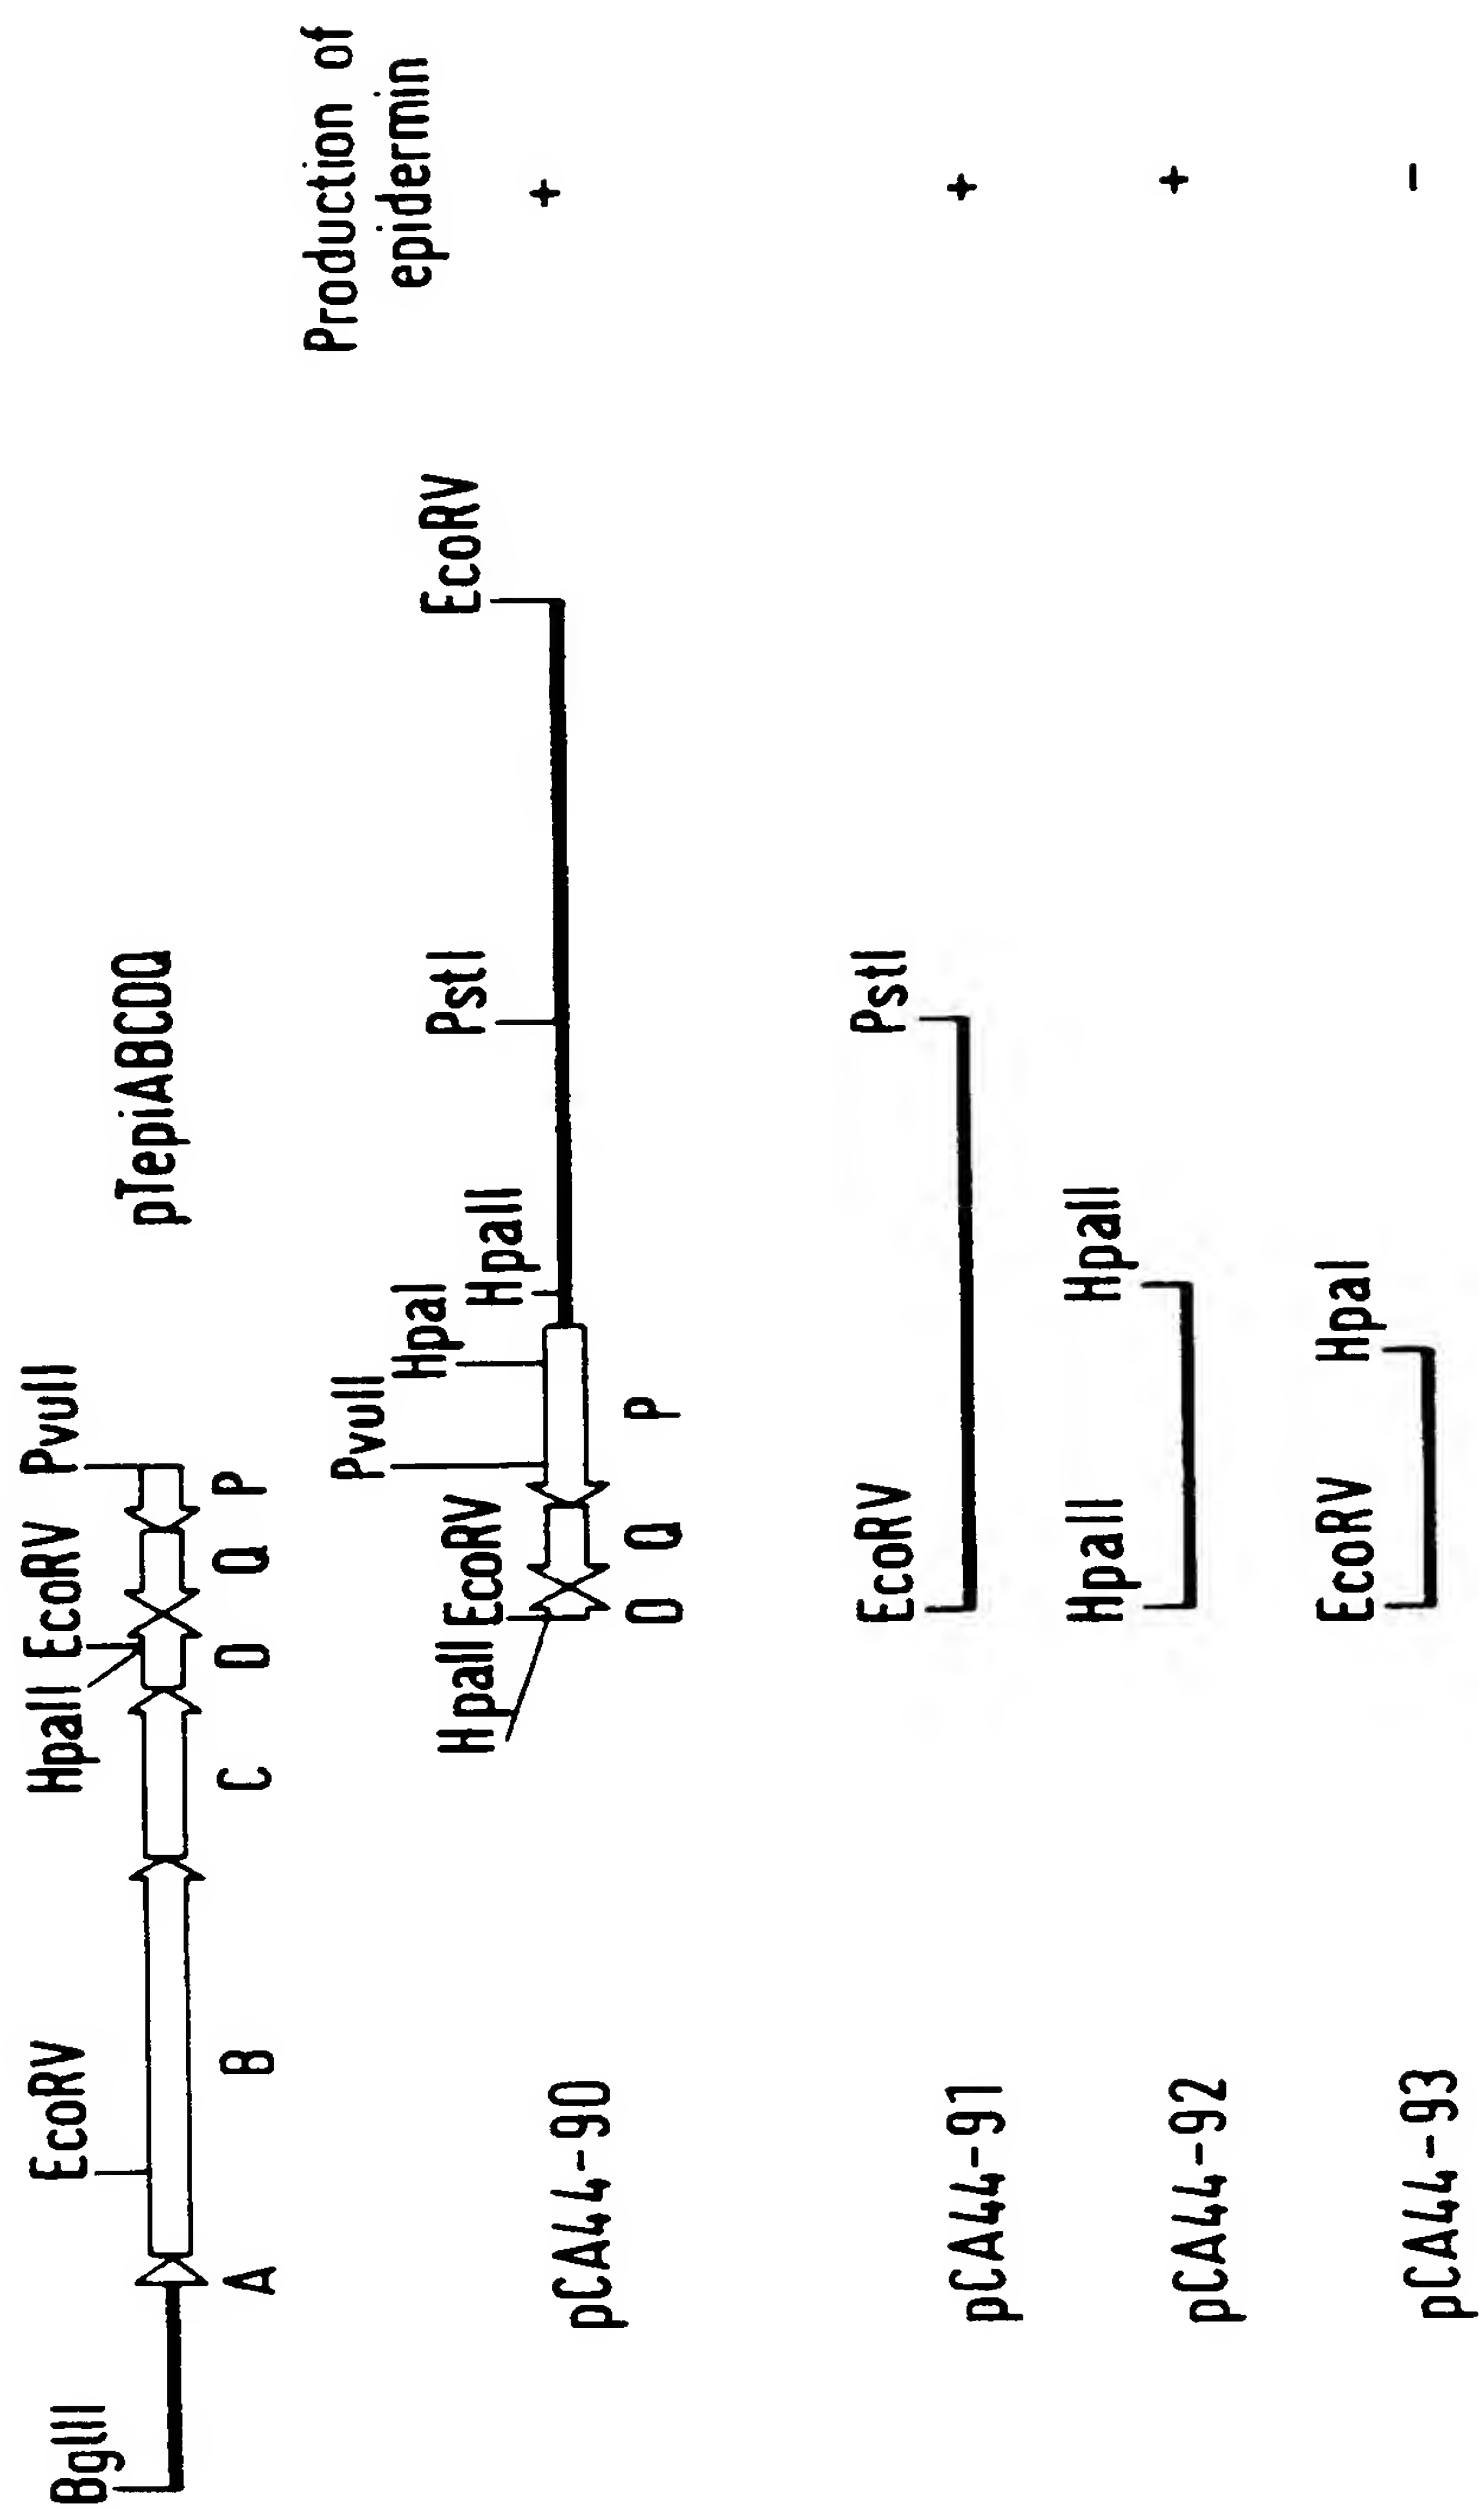 BglII
EcoRV
HpaII
EcoRV
PvuII
pTepiABCDQ
A
B
C
D
Q
P
Production of
epidermin
HpaII
EcoRV
PvuII
HpaI
HpaII
PstI
EcoRV
pCA44-90
+
D
Q
P
EcoRV
PstI
pCA44-91
+
HpaII
HpaII
pCA44-92
+
EcoRV
HpaI
pCA44-93
-